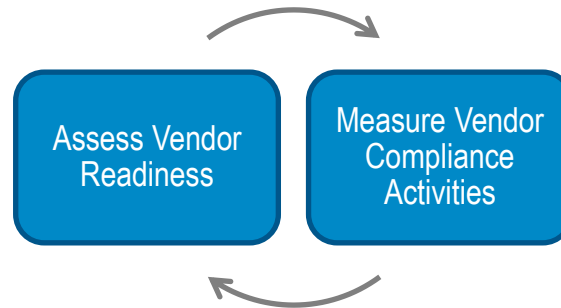 Assess Vendor
Readiness
Measure Vendor
Compliance
Activities